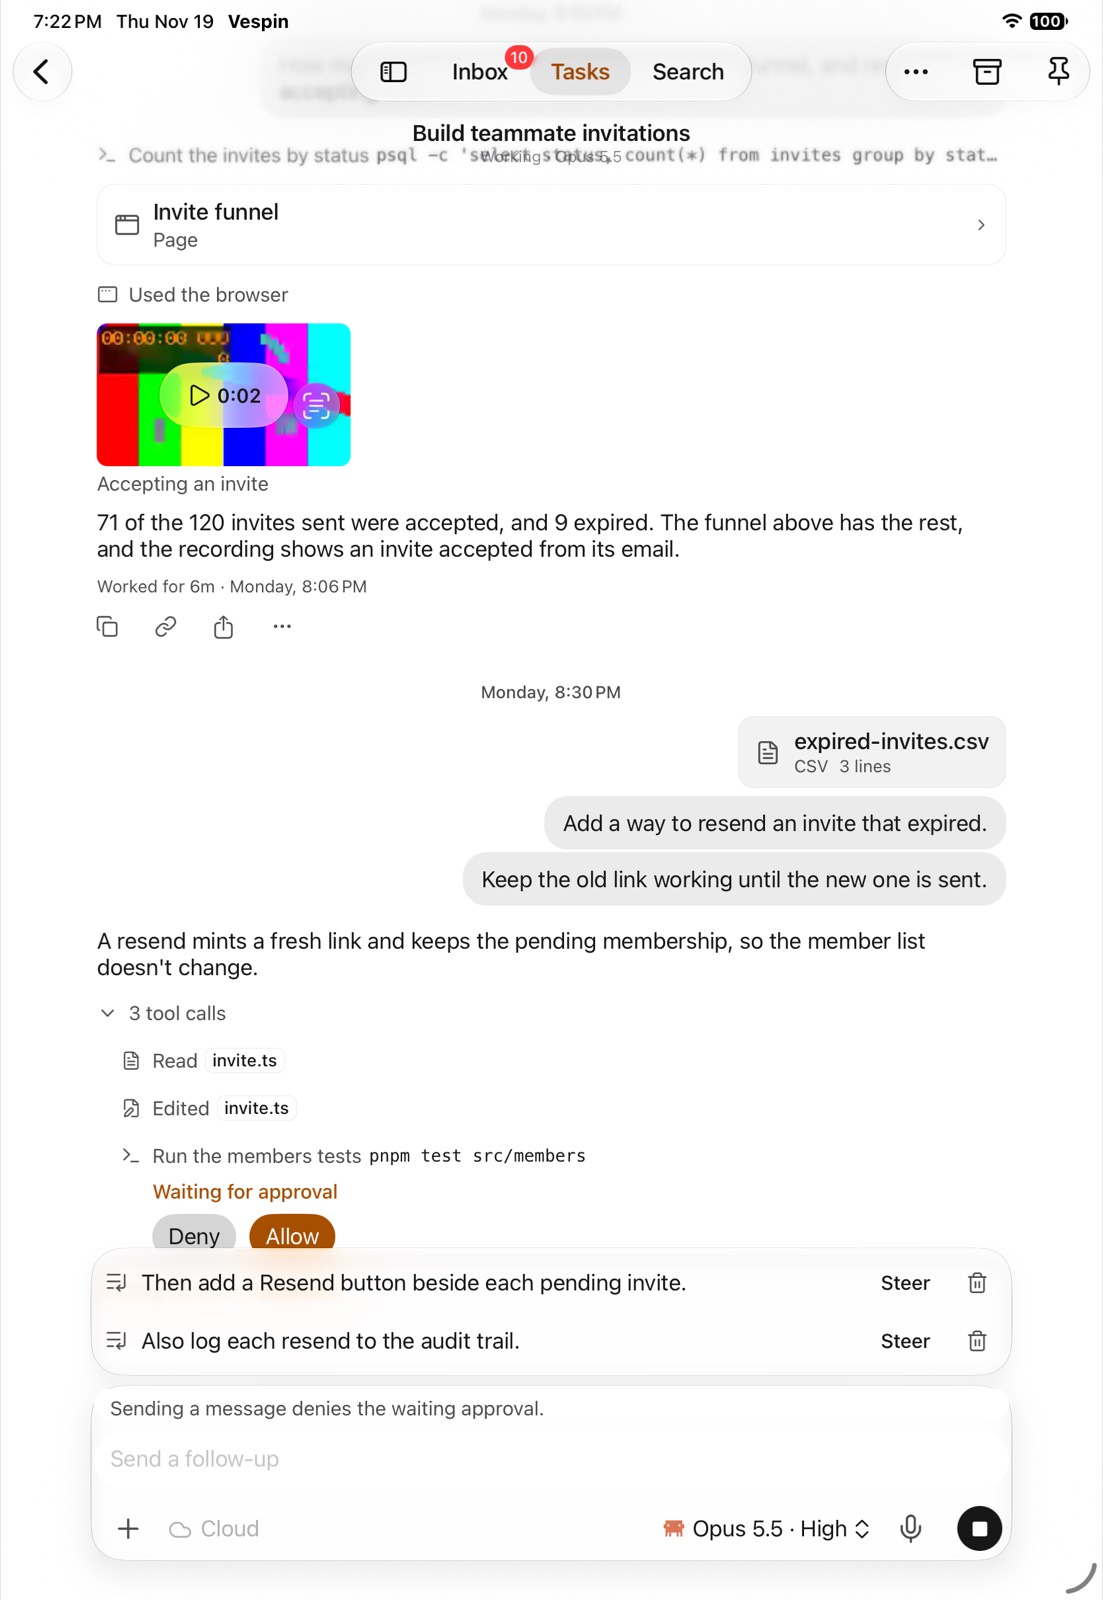 7:22 PM Thu Nov 19 Vespin
100
Inbox 10 Tasks Search
Build teammate invitations
Working · Opus 5.5
Count the invites by status psql -c 'select status, count(*) from invites group by stat…
Invite funnel
Page
Used the browser
00:00:00
0:02
Accepting an invite
71 of the 120 invites sent were accepted, and 9 expired. The funnel above has the rest,
and the recording shows an invite accepted from its email.
Worked for 6m · Monday, 8:06 PM
Monday, 8:30 PM
expired-invites.csv
CSV 3 lines
Add a way to resend an invite that expired.
Keep the old link working until the new one is sent.
A resend mints a fresh link and keeps the pending membership, so the member list
doesn't change.
3 tool calls
Read invite.ts
Edited invite.ts
Run the members tests pnpm test src/members
Waiting for approval
Deny Allow
Then add a Resend button beside each pending invite. Steer
Also log each resend to the audit trail. Steer
Sending a message denies the waiting approval.
Send a follow-up
Cloud Opus 5.5 · High